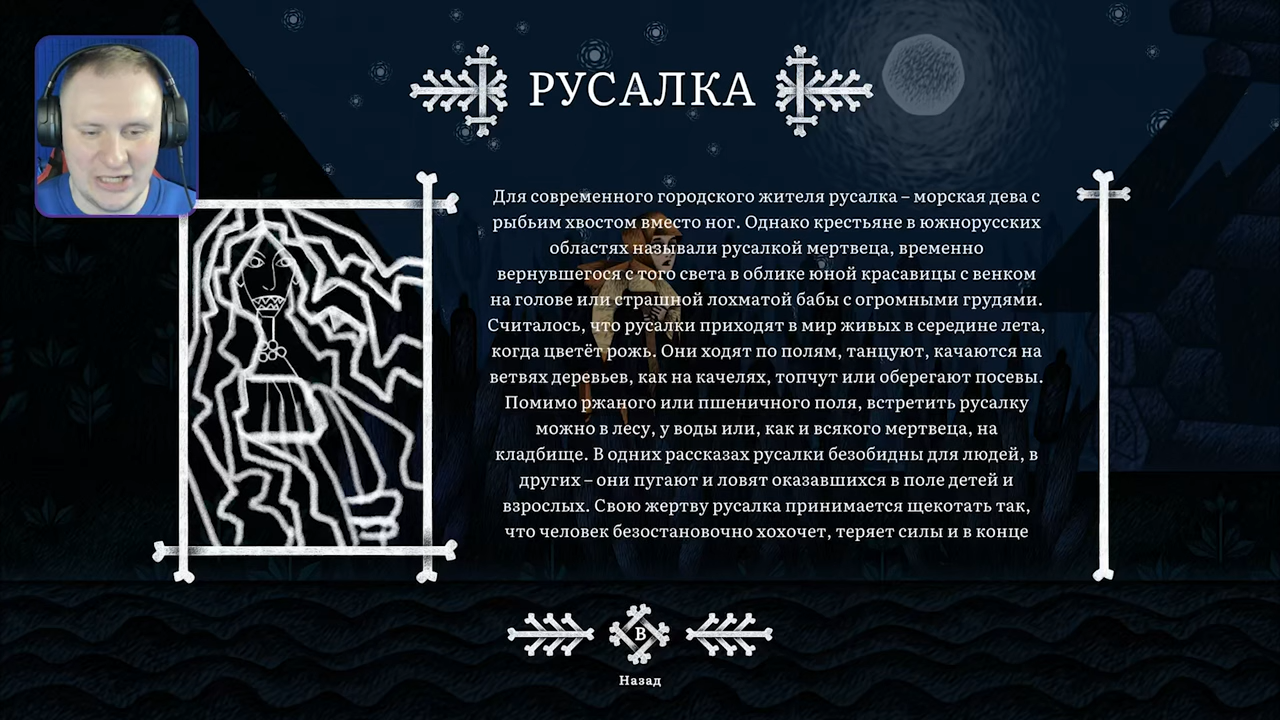 РУСАЛКА
Для современного городского жителя русалка – морская дева с
рыбьим хвостом вместо ног. Однако крестьяне в южнорусских
областях называли русалкой мертвеца, временно
вернувшегося с того света в облике юной красавицы с венком
на голове или страшной лохматой бабы с огромными грудями.
Считалось, что русалки приходят в мир живых в середине лета,
когда цветёт рожь. Они ходят по полям, танцуют, качаются на
ветвях деревьев, как на качелях, топчут или оберегают посевы.
Помимо ржаного или пшеничного поля, встретить русалку
можно в лесу, у воды или, как и всякого мертвеца, на
кладбище. В одних рассказах русалки безобидны для людей, в
других – они пугают и ловят оказавшихся в поле детей и
взрослых. Свою жертву русалка принимается щекотать так,
что человек безостановочно хохочет, теряет силы и в конце
B
Назад